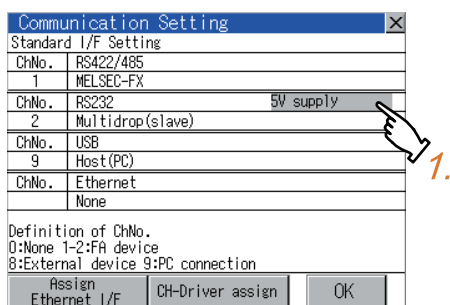 Communication Setting
Standard I/F Setting
ChNo. RS422/485
1 MELSEC-FX
ChNo. RS232 5V supply
2 Multidrop(slave)
ChNo. USB
9 Host(PC)
ChNo. Ethernet
None
1.
Definition of ChNo.
0:None 1-2:FA device
8:External device 9:PC connection
Assign
Ethernet I/F
CH-Driver assign
OK